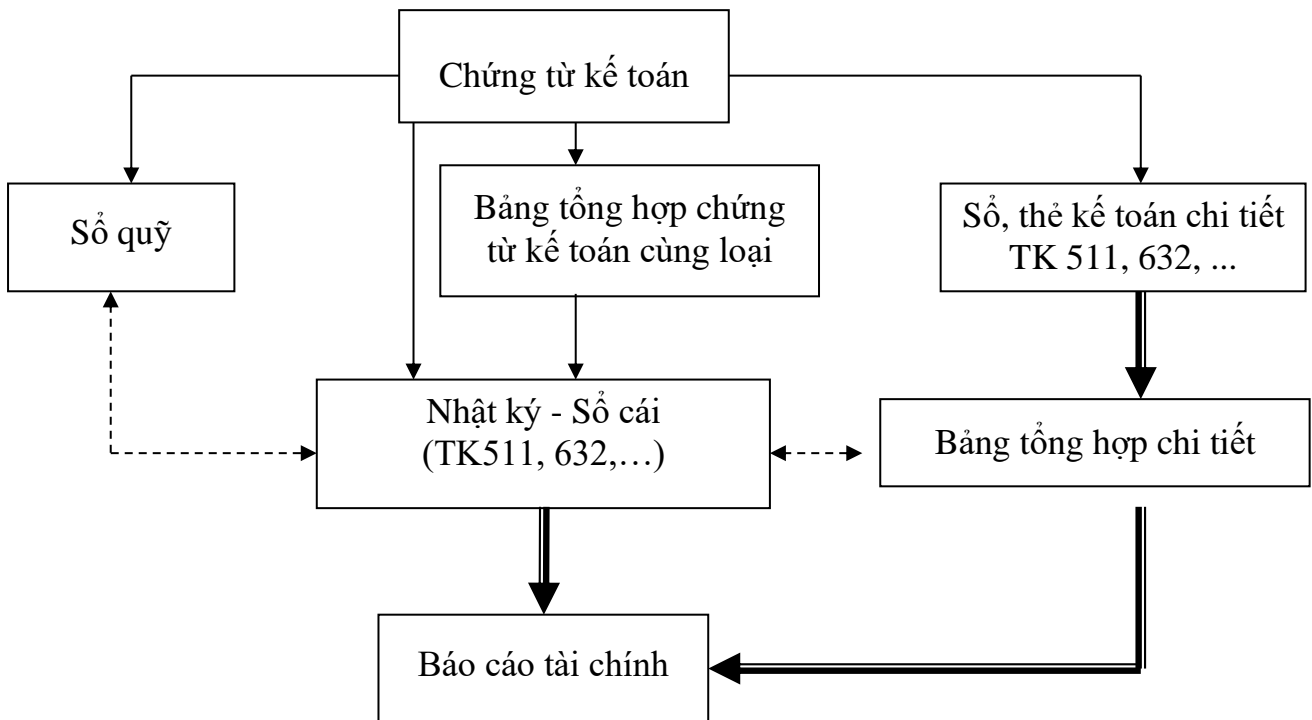 Chứng từ kế toán
Sổ quỹ
Bảng tổng hợp chứng
từ kế toán cùng loại
Sổ, thẻ kế toán chi tiết
TK 511, 632, ...
Nhật ký - Sổ cái
(TK511, 632,…)
Bảng tổng hợp chi tiết
Báo cáo tài chính